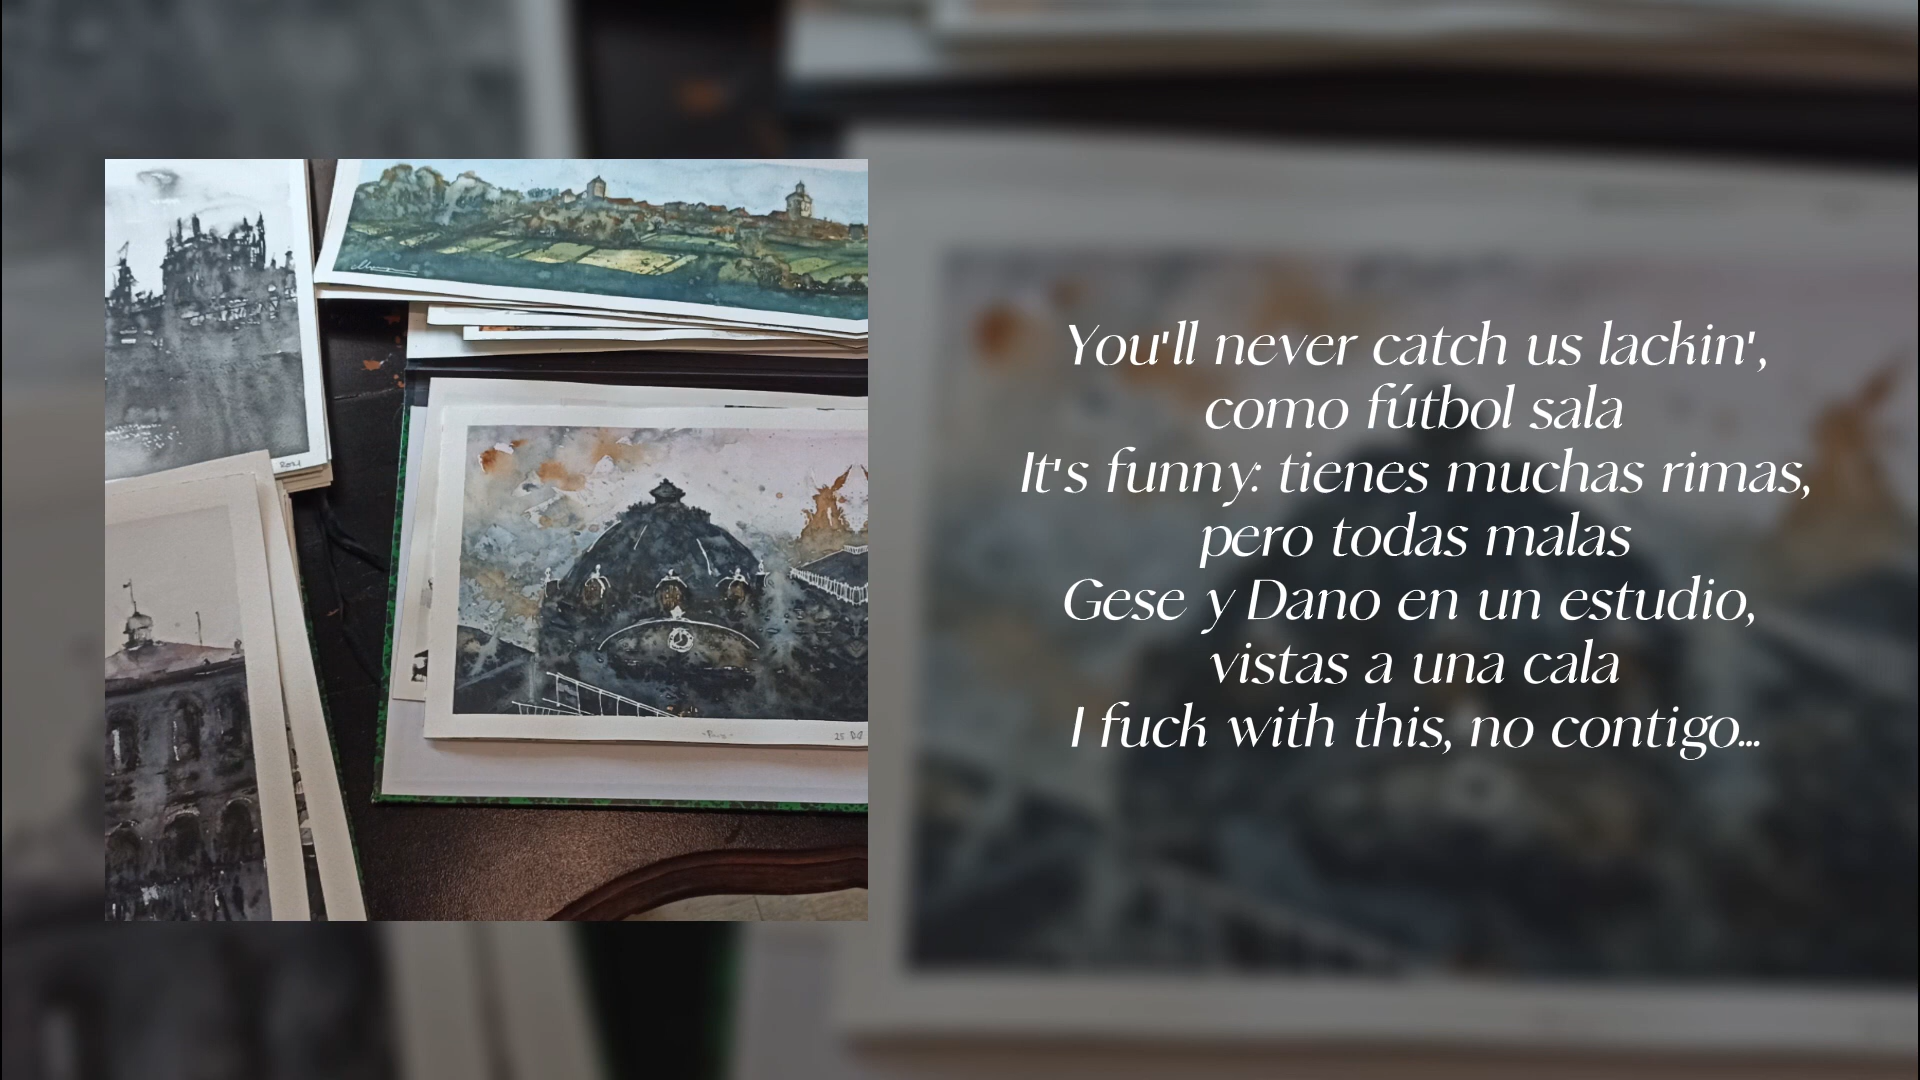 You'll never catch us lackin',
como fútbol sala
It's funny: tienes muchas rimas,
pero todas malas
Gese y Dano en un estudio,
vistas a una cala
I fuck with this, no contigo...